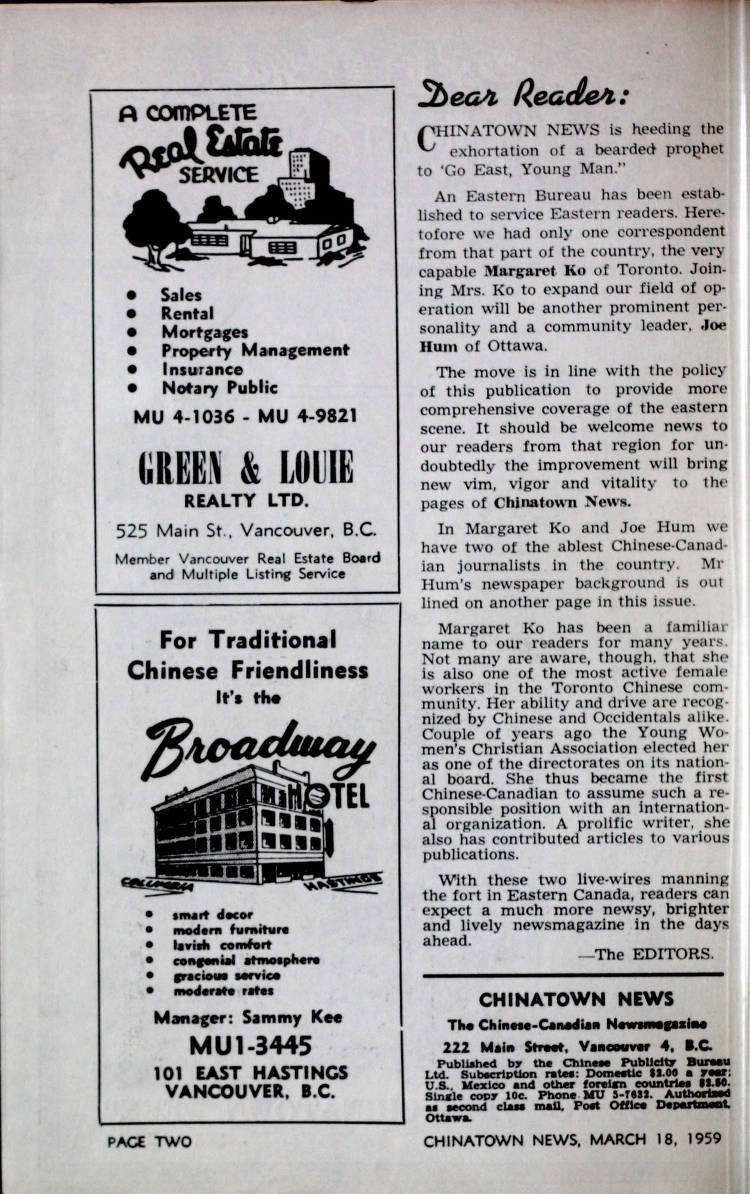 A COMPLETE
Real Estate
SERVICE
• Sales
• Rental
• Mortgages
• Property Management
• Insurance
• Notary Public
MU 4-1036 - MU 4-9821
GREEN & LOUIE
REALTY LTD.
525 Main St., Vancouver, B.C.
Member Vancouver Real Estate Board
and Multiple Listing Service
For Traditional
Chinese Friendliness
It's the
Broadway
HOTEL
COLUMBIA
HASTINGS
• smart decor
• modern furniture
• lavish comfort
• congenial atmosphere
• gracious service
• moderate rates
Manager: Sammy Kee
MU1-3445
101 EAST HASTINGS
VANCOUVER, B.C.
PAGE TWO
Dear Reader:
CHINATOWN NEWS is heeding the
exhortation of a bearded prophet
to 'Go East, Young Man."
An Eastern Bureau has been estab-
lished to service Eastern readers. Here-
tofore we had only one correspondent
from that part of the country, the very
capable Margaret Ko of Toronto. Join-
ing Mrs. Ko to expand our field of op-
eration will be another prominent per-
sonality and a community leader, Joe
Hum of Ottawa.
The move is in line with the policy
of this publication to provide more
comprehensive coverage of the eastern
scene. It should be welcome news to
our readers from that region for un-
doubtedly the improvement will bring
new vim, vigor and vitality to the
pages of Chinatown News.
In Margaret Ko and Joe Hum we
have two of the ablest Chinese-Canad-
ian journalists in the country. Mr
Hum's newspaper background is out
lined on another page in this issue.
Margaret Ko has been a familiar
name to our readers for many years.
Not many are aware, though, that she
is also one of the most active female
workers in the Toronto Chinese com-
munity. Her ability and drive are recog-
nized by Chinese and Occidentals alike.
Couple of years ago the Young Wo-
men's Christian Association elected her
as one of the directorates on its nation-
al board. She thus became the first
Chinese-Canadian to assume such a re-
sponsible position with an internation-
al organization. A prolific writer, she
also has contributed articles to various
publications.
With these two live-wires manning
the fort in Eastern Canada, readers can
expect a much more newsy, brighter
and lively newsmagazine in the days
ahead.
—The EDITORS.
CHINATOWN NEWS
The Chinese-Canadian Newsmagazine
222 Main Street, Vancouver 4, B.C.
Published by the Chinese Publicity Bureau
Ltd. Subscription rates: Domestic $2.00 a year;
U.S., Mexico and other foreign countries $2.50.
Single copy 10c. Phone MU 5-7632. Authorized
as second class mail, Post Office Department,
Ottawa.
CHINATOWN NEWS, MARCH 18, 1959